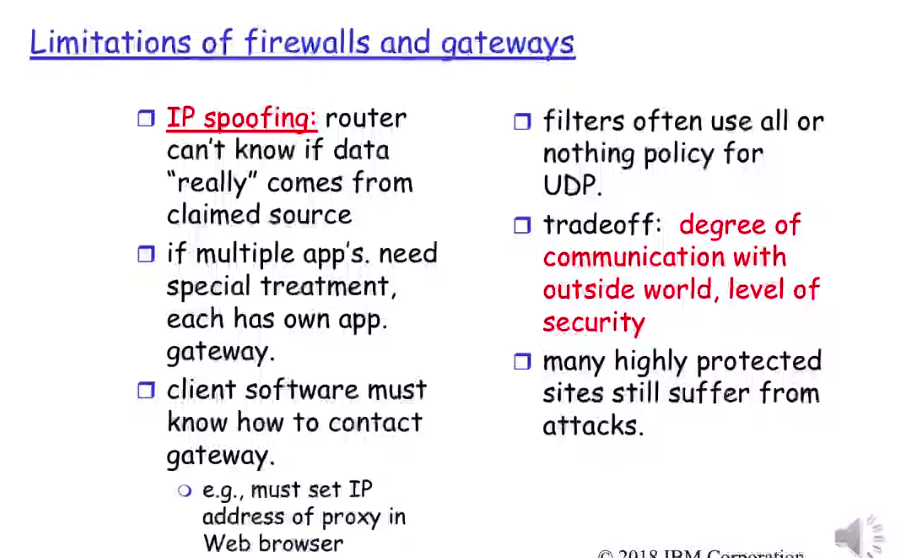 Limitations of firewalls and gateways
IP spoofing: router
can't know if data
“really” comes from
claimed source
if multiple app's. need
special treatment,
each has own app.
gateway.
client software must
know how to contact
gateway.
e.g., must set IP
address of proxy in
Web browser
filters often use all or
nothing policy for
UDP.
tradeoff: degree of
communication with
outside world, level of
security
many highly protected
sites still suffer from
attacks.
© 2018 IBM Corporation